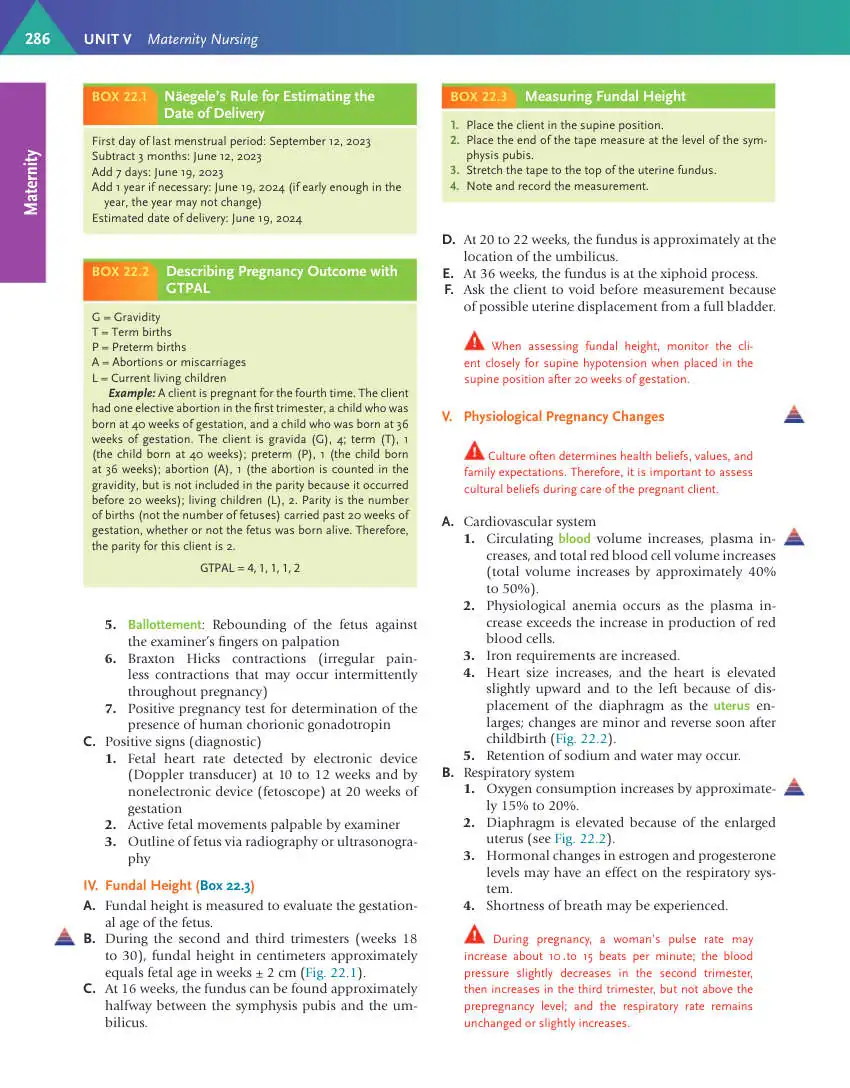 286 UNIT V Maternity Nursing
Maternity
BOX 22.1 Näegele's Rule for Estimating the
Date of Delivery
First day of last menstrual period: September 12, 2023
Subtract 3 months: June 12, 2023
Add 7 days: June 19, 2023
Add 1 year if necessary: June 19, 2024 (if early enough in the
year, the year may not change)
Estimated date of delivery: June 19, 2024
BOX 22.2 Describing Pregnancy Outcome with
GTPAL
G = Gravidity
T = Term births
P = Preterm births
A = Abortions or miscarriages
L = Current living children
Example: A client is pregnant for the fourth time. The client
had one elective abortion in the first trimester, a child who was
born at 40 weeks of gestation, and a child who was born at 36
weeks of gestation. The client is gravida (G), 4; term (T), 1
(the child born at 40 weeks); preterm (P), 1 (the child born
at 36 weeks); abortion (A), 1 (the abortion is counted in the
gravidity, but is not included in the parity because it occurred
before 20 weeks); living children (L), 2. Parity is the number
of births (not the number of fetuses) carried past 20 weeks of
gestation, whether or not the fetus was born alive. Therefore,
the parity for this client is 2.
GTPAL = 4, 1, 1, 1, 2
5. Ballottement: Rebounding of the fetus against
the examiner's fingers on palpation
6. Braxton Hicks contractions (irregular pain-
less contractions that may occur intermittently
throughout pregnancy)
7. Positive pregnancy test for determination of the
presence of human chorionic gonadotropin
C. Positive signs (diagnostic)
1. Fetal heart rate detected by electronic device
(Doppler transducer) at 10 to 12 weeks and by
nonelectronic device (fetoscope) at 20 weeks of
gestation
2. Active fetal movements palpable by examiner
3. Outline of fetus via radiography or ultrasonogra-
phy
IV. Fundal Height (Box 22.3)
A. Fundal height is measured to evaluate the gestation-
al age of the fetus.
B. During the second and third trimesters (weeks 18
to 30), fundal height in centimeters approximately
equals fetal age in weeks ± 2 cm (Fig. 22.1).
C. At 16 weeks, the fundus can be found approximately
halfway between the symphysis pubis and the um-
bilicus.
BOX 22.3 Measuring Fundal Height
1. Place the client in the supine position.
2. Place the end of the tape measure at the level of the sym-
physis pubis.
3. Stretch the tape to the top of the uterine fundus.
4. Note and record the measurement.
D. At 20 to 22 weeks, the fundus is approximately at the
location of the umbilicus.
E. At 36 weeks, the fundus is at the xiphoid process.
F. Ask the client to void before measurement because
of possible uterine displacement from a full bladder.
When assessing fundal height, monitor the cli-
ent closely for supine hypotension when placed in the
supine position after 20 weeks of gestation.
V. Physiological Pregnancy Changes
Culture often determines health beliefs, values, and
family expectations. Therefore, it is important to assess
cultural beliefs during care of the pregnant client.
A. Cardiovascular system
1. Circulating blood volume increases, plasma in-
creases, and total red blood cell volume increases
(total volume increases by approximately 40%
to 50%).
2. Physiological anemia occurs as the plasma in-
crease exceeds the increase in production of red
blood cells.
3. Iron requirements are increased.
4. Heart size increases, and the heart is elevated
slightly upward and to the left because of dis-
placement of the diaphragm as the uterus en-
larges; changes are minor and reverse soon after
childbirth (Fig. 22.2).
5. Retention of sodium and water may occur.
B. Respiratory system
1. Oxygen consumption increases by approximate-
ly 15% to 20%.
2. Diaphragm is elevated because of the enlarged
uterus (see Fig. 22.2).
3. Hormonal changes in estrogen and progesterone
levels may have an effect on the respiratory sys-
tem.
4. Shortness of breath may be experienced.
During pregnancy, a woman's pulse rate may
increase about 10 .to 15 beats per minute; the blood
pressure slightly decreases in the second trimester,
then increases in the third trimester, but not above the
prepregnancy level; and the respiratory rate remains
unchanged or slightly increases.